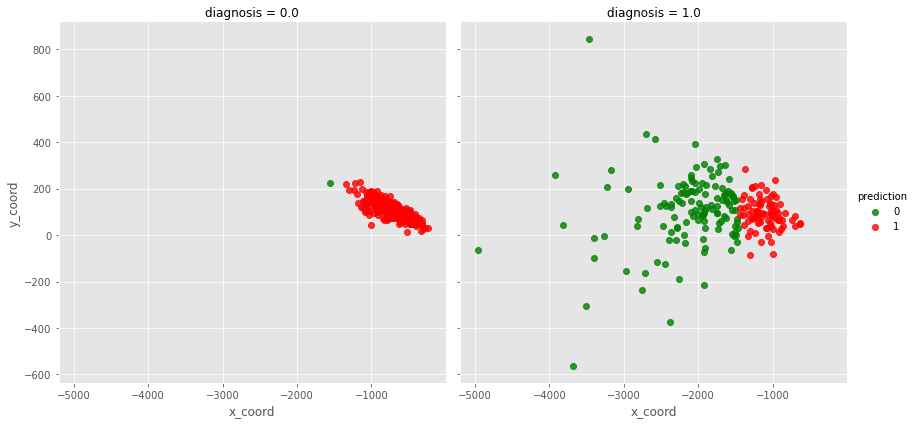 diagnosis = 0.0
diagnosis = 1.0
800
600
400
200
0
−200
−400
−600
y_coord
−5000 −4000 −3000 −2000 −1000
−5000 −4000 −3000 −2000 −1000
x_coord
x_coord
prediction
0
1